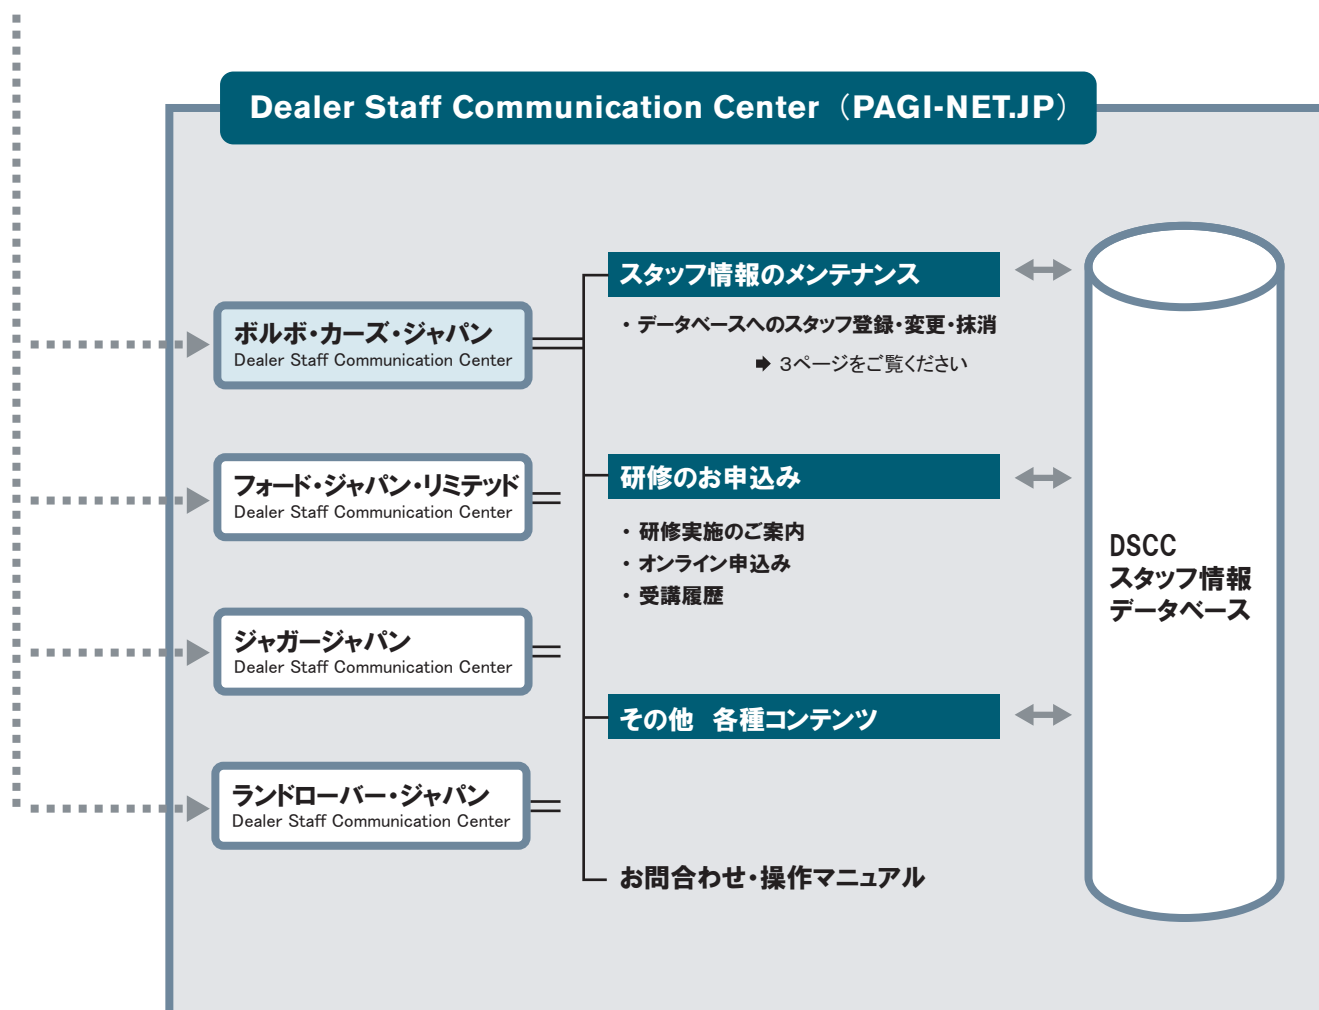 Dealer Staff Communication Center（PAGI-NET.JP）
ボルボ・カーズ・ジャパン
Dealer Staff Communication Center
フォード・ジャパン・リミテッド
Dealer Staff Communication Center
ジャガージャパン
Dealer Staff Communication Center
ランドローバー・ジャパン
Dealer Staff Communication Center
スタッフ情報のメンテナンス
・データベースへのスタッフ登録・変更・抹消
➡ 3ページをご覧ください
研修のお申込み
・研修実施のご案内
・オンライン申込み
・受講履歴
その他 各種コンテンツ
お問合わせ・操作マニュアル
DSCC
スタッフ情報
データベース